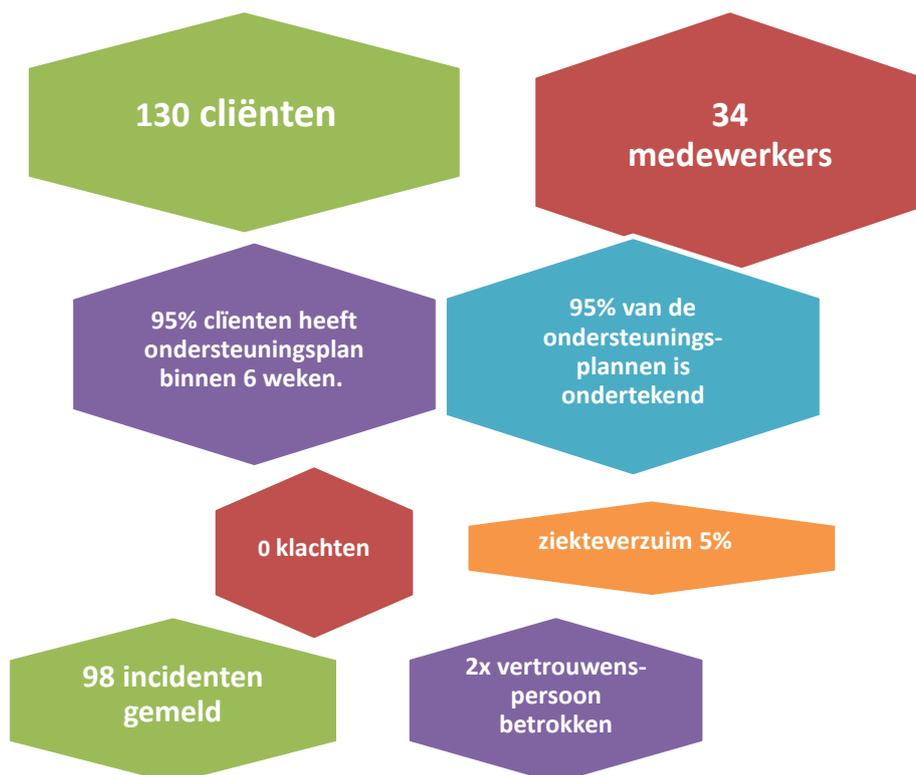 130 cliënten
34
medewerkers
95% clïenten heeft
ondersteuningsplan
binnen 6 weken.
95% van de
ondersteunings-
plannen is
ondertekend
0 klachten
ziekteverzuim 5%
98 incidenten
gemeld
2x vertrouwens-
persoon
betrokken